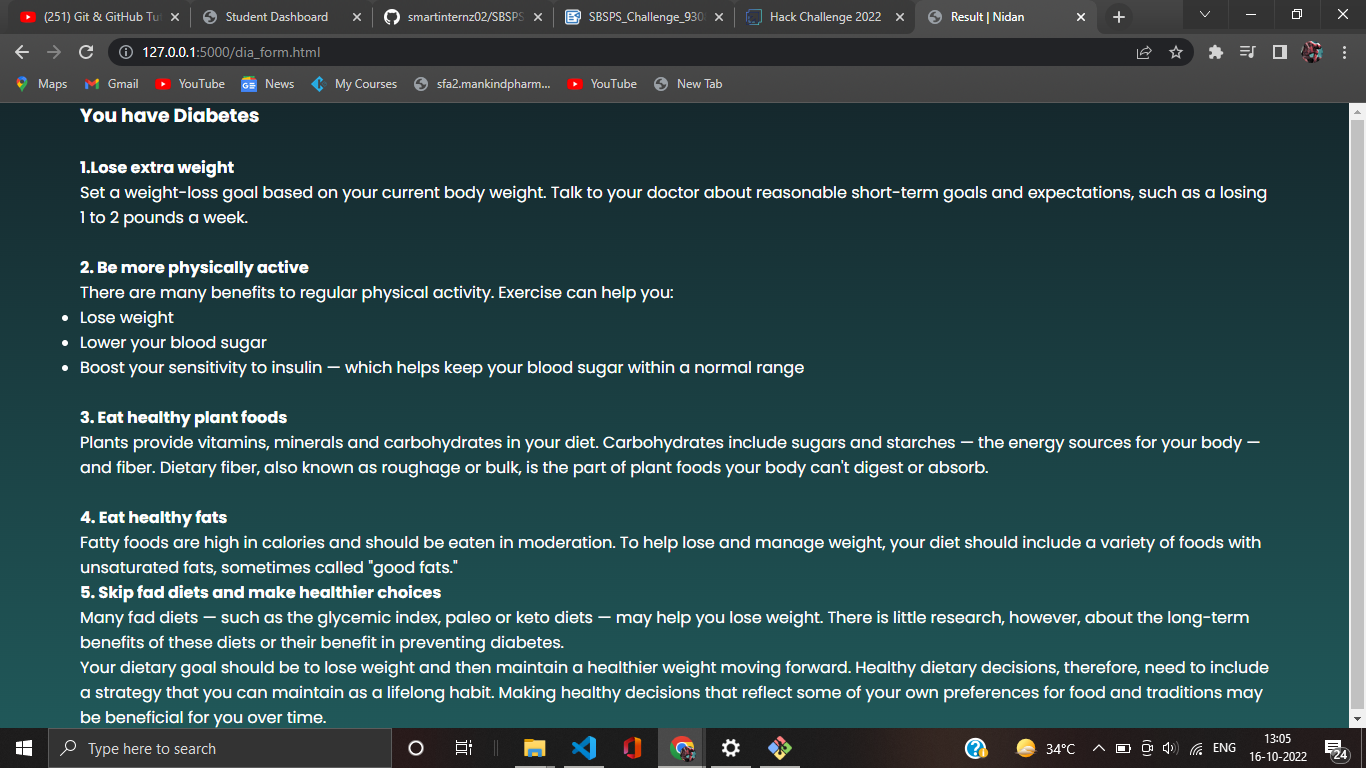 (251) Git & GitHub Tut
Student Dashboard
smartinternz02/SBSPS
SBSPS_Challenge_930
Hack Challenge 2022
Result | Nidan
127.0.0.1:5000/dia_form.html
Maps
Gmail
YouTube
News
My Courses
sfa2.mankindpharm...
YouTube
New Tab
You have Diabetes
1.Lose extra weight
Set a weight-loss goal based on your current body weight. Talk to your doctor about reasonable short-term goals and expectations, such as a losing
1 to 2 pounds a week.
2. Be more physically active
There are many benefits to regular physical activity. Exercise can help you:
• Lose weight
• Lower your blood sugar
• Boost your sensitivity to insulin — which helps keep your blood sugar within a normal range
3. Eat healthy plant foods
Plants provide vitamins, minerals and carbohydrates in your diet. Carbohydrates include sugars and starches — the energy sources for your body —
and fiber. Dietary fiber, also known as roughage or bulk, is the part of plant foods your body can't digest or absorb.
4. Eat healthy fats
Fatty foods are high in calories and should be eaten in moderation. To help lose and manage weight, your diet should include a variety of foods with
unsaturated fats, sometimes called "good fats."
5. Skip fad diets and make healthier choices
Many fad diets — such as the glycemic index, paleo or keto diets — may help you lose weight. There is little research, however, about the long-term
benefits of these diets or their benefit in preventing diabetes.
Your dietary goal should be to lose weight and then maintain a healthier weight moving forward. Healthy dietary decisions, therefore, need to include
a strategy that you can maintain as a lifelong habit. Making healthy decisions that reflect some of your own preferences for food and traditions may
be beneficial for you over time.
Type here to search
34°C
ENG
13:05
16-10-2022
24